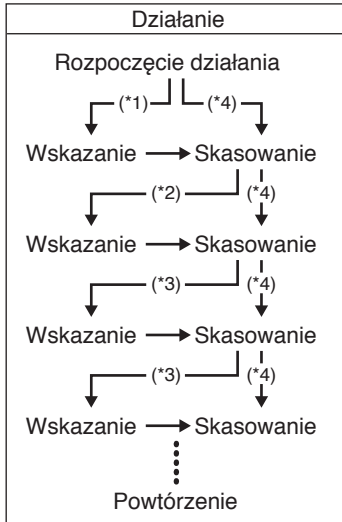 Działanie
Rozpoczęcie działania
(*1) (*4)
Wskazanie Skasowanie
(*2) (*4)
Wskazanie Skasowanie
(*3) (*4)
Wskazanie Skasowanie
(*3) (*4)
Wskazanie Skasowanie
Powtórzenie